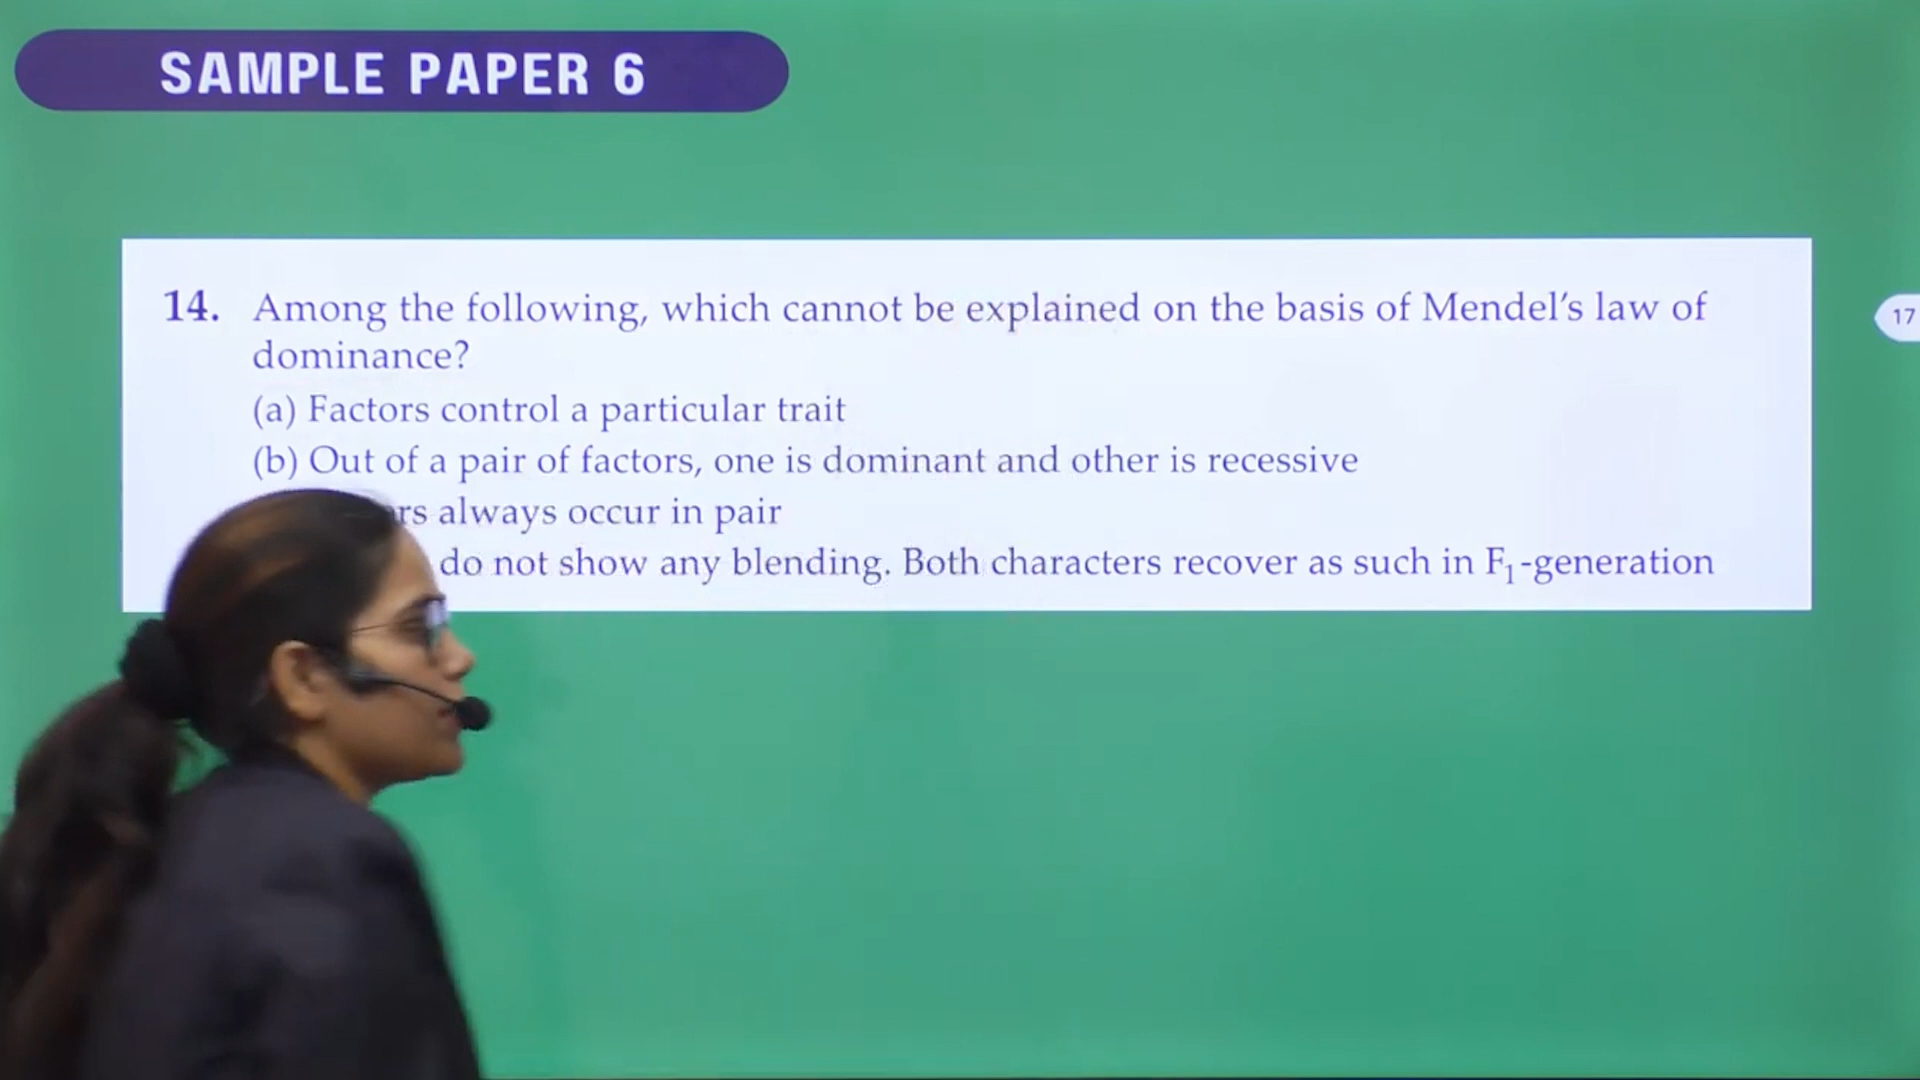 SAMPLE PAPER 6
14. Among the following, which cannot be explained on the basis of Mendel's law of
dominance?
(a) Factors control a particular trait
(b) Out of a pair of factors, one is dominant and other is recessive
always occur in pair
do not show any blending. Both characters recover as such in F₁-generation
17